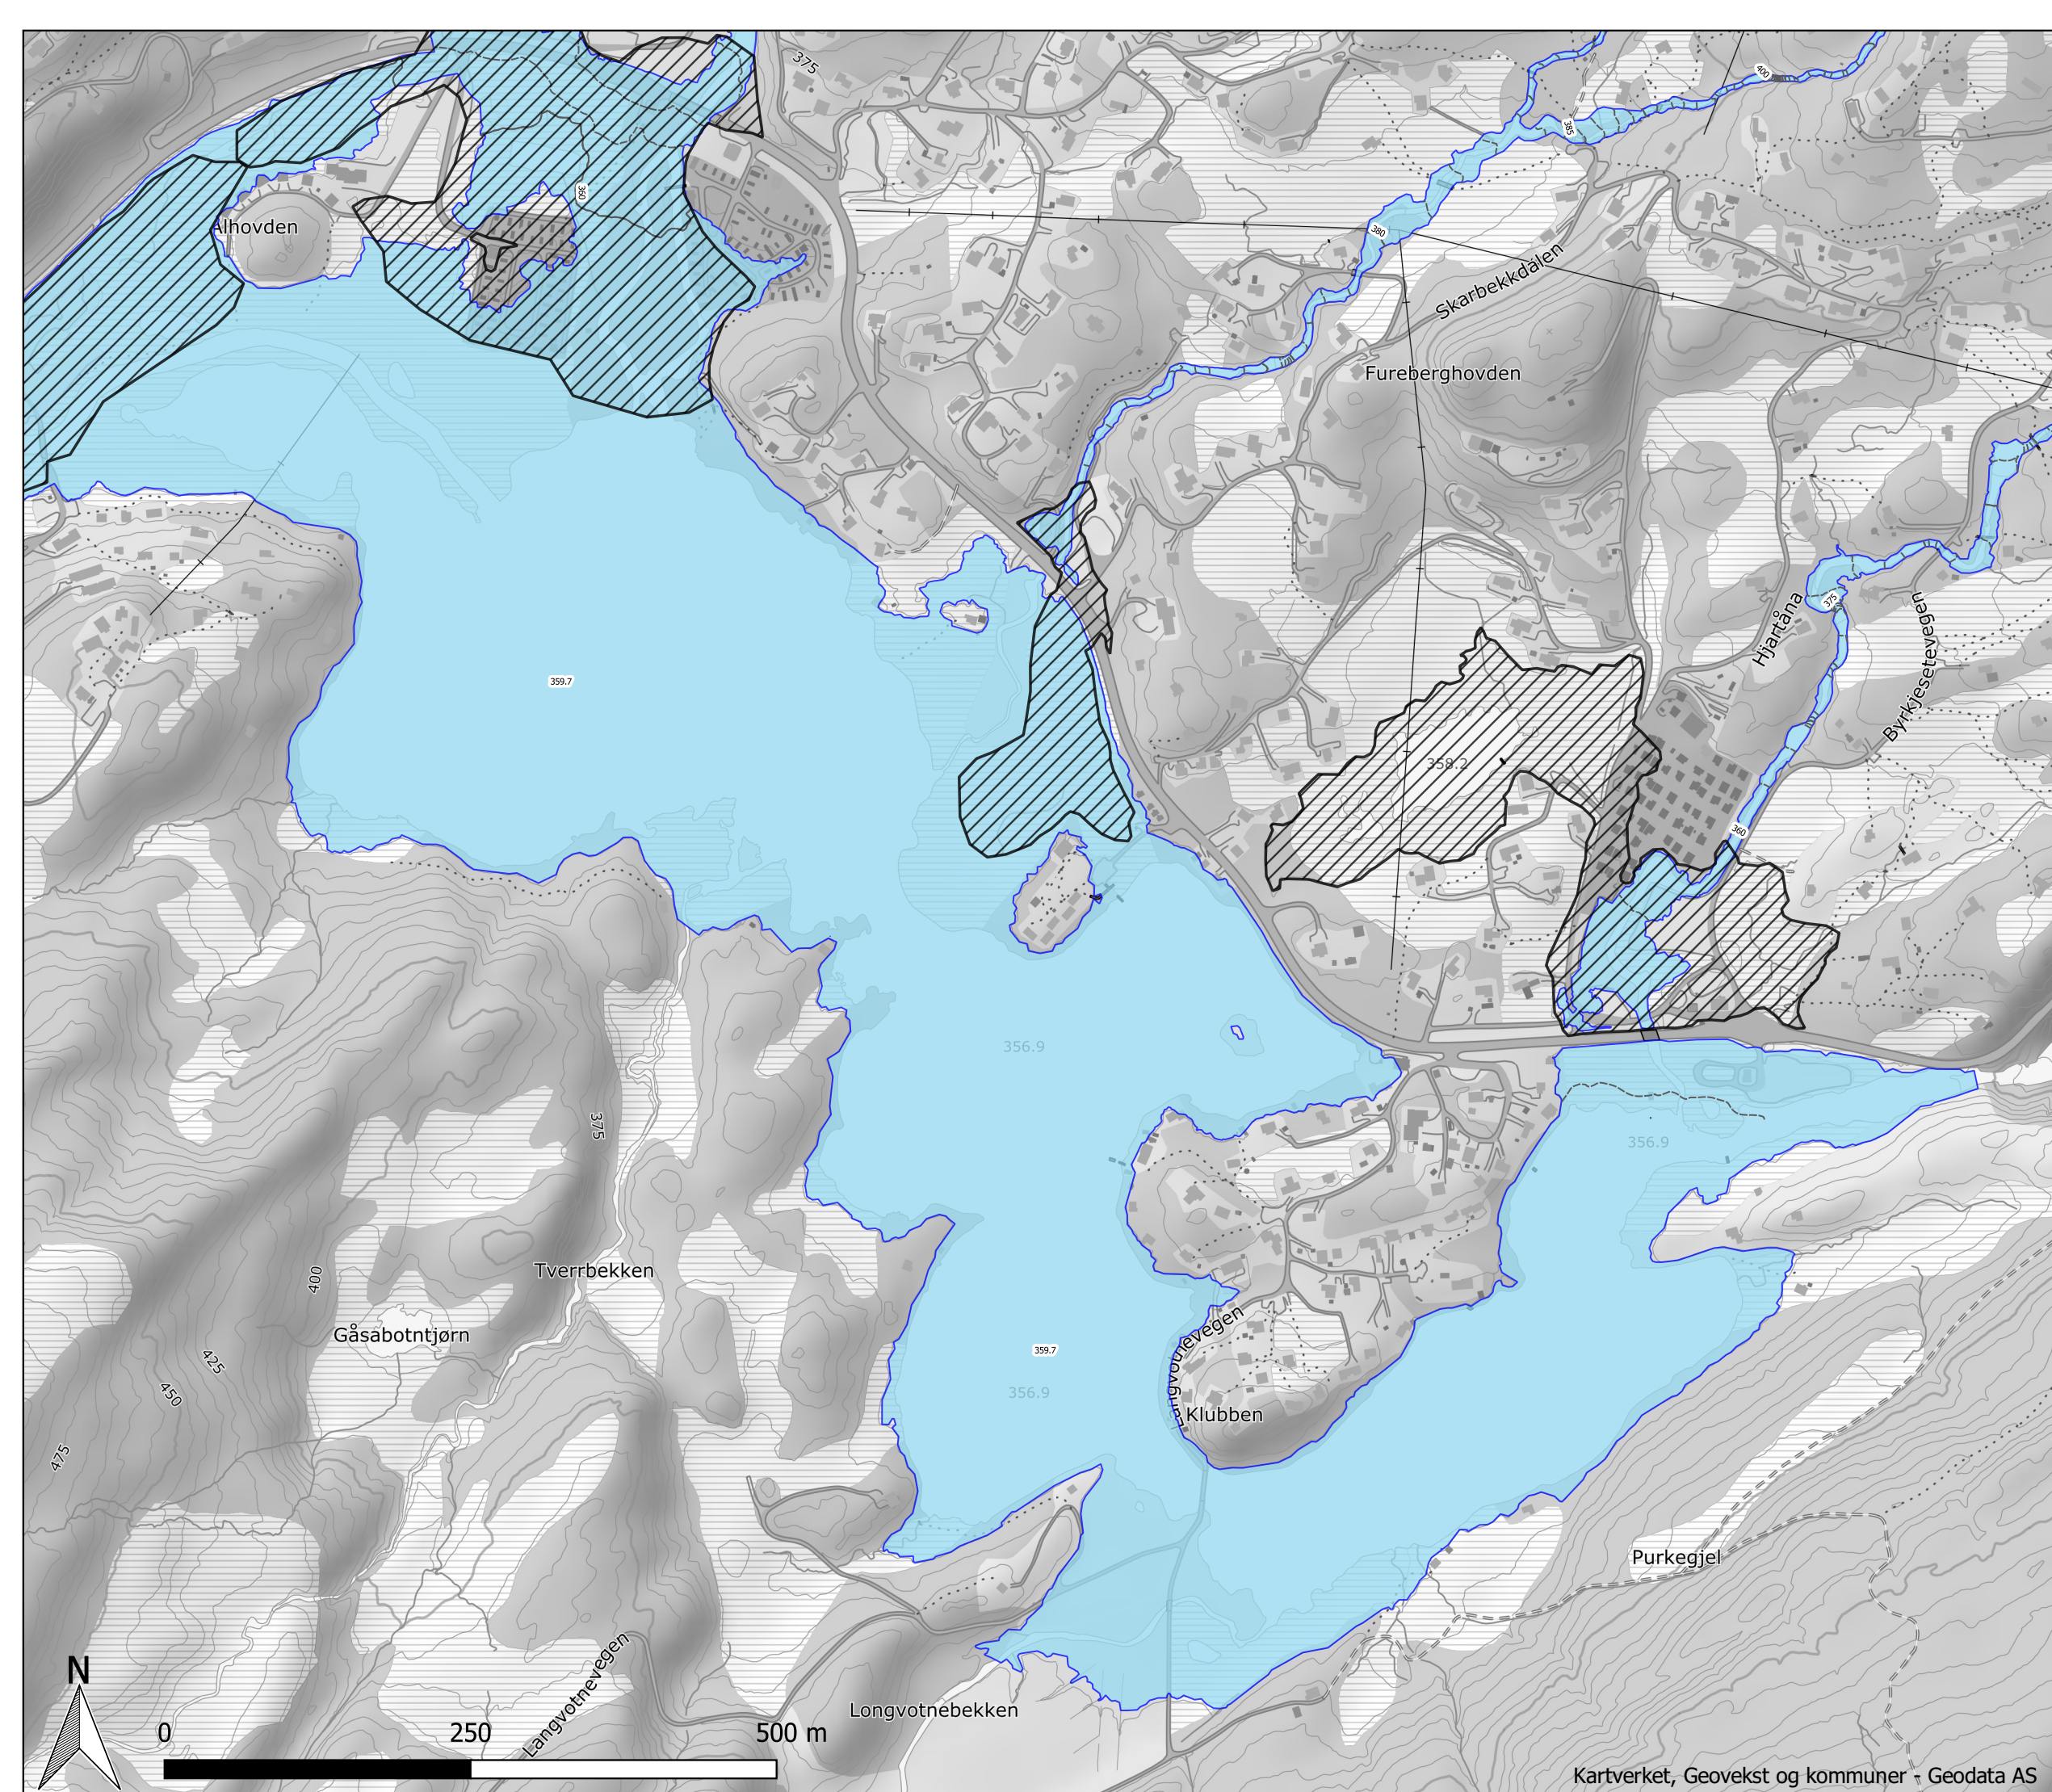 375
400
385
360
Ålhovden
380
Skarbekkdalen
Fureberghovden
375
Hjartåna
Byrkjesetevegen
359.7
358.2
360
356.9
375
356.9
Tverrbekken
400
Gåsabotntjørn
425
Langvotnevegen
359.7
450
356.9
Klubben
475
Purkegjel
Langvotnevegen
Longvotnebekken
N
0 250 500 m
Kartverket, Geovekst og kommuner - Geodata AS